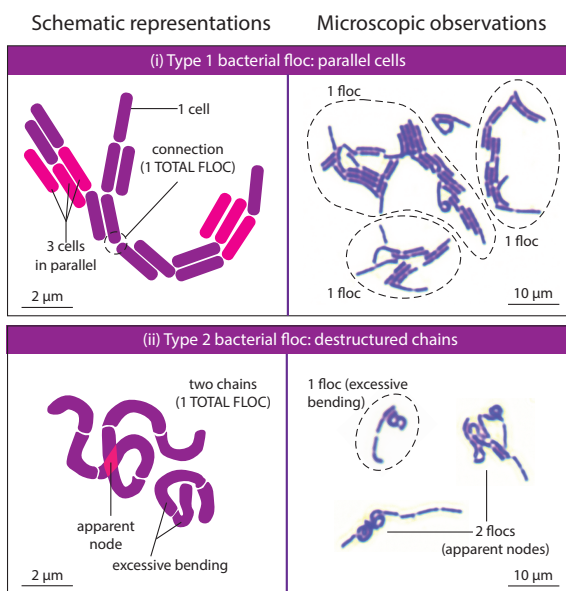 Schematic representations
Microscopic observations
(i) Type 1 bacterial floc: parallel cells
1 cell
connection
(1 TOTAL FLOC)
3 cells
in parallel
2 µm
1 floc
1 floc
1 floc
10 µm
(ii) Type 2 bacterial floc: destructured chains
two chains
(1 TOTAL FLOC)
apparent
node
excessive bending
2 µm
1 floc (excessive
bending)
2 flocs
(apparent nodes)
10 µm